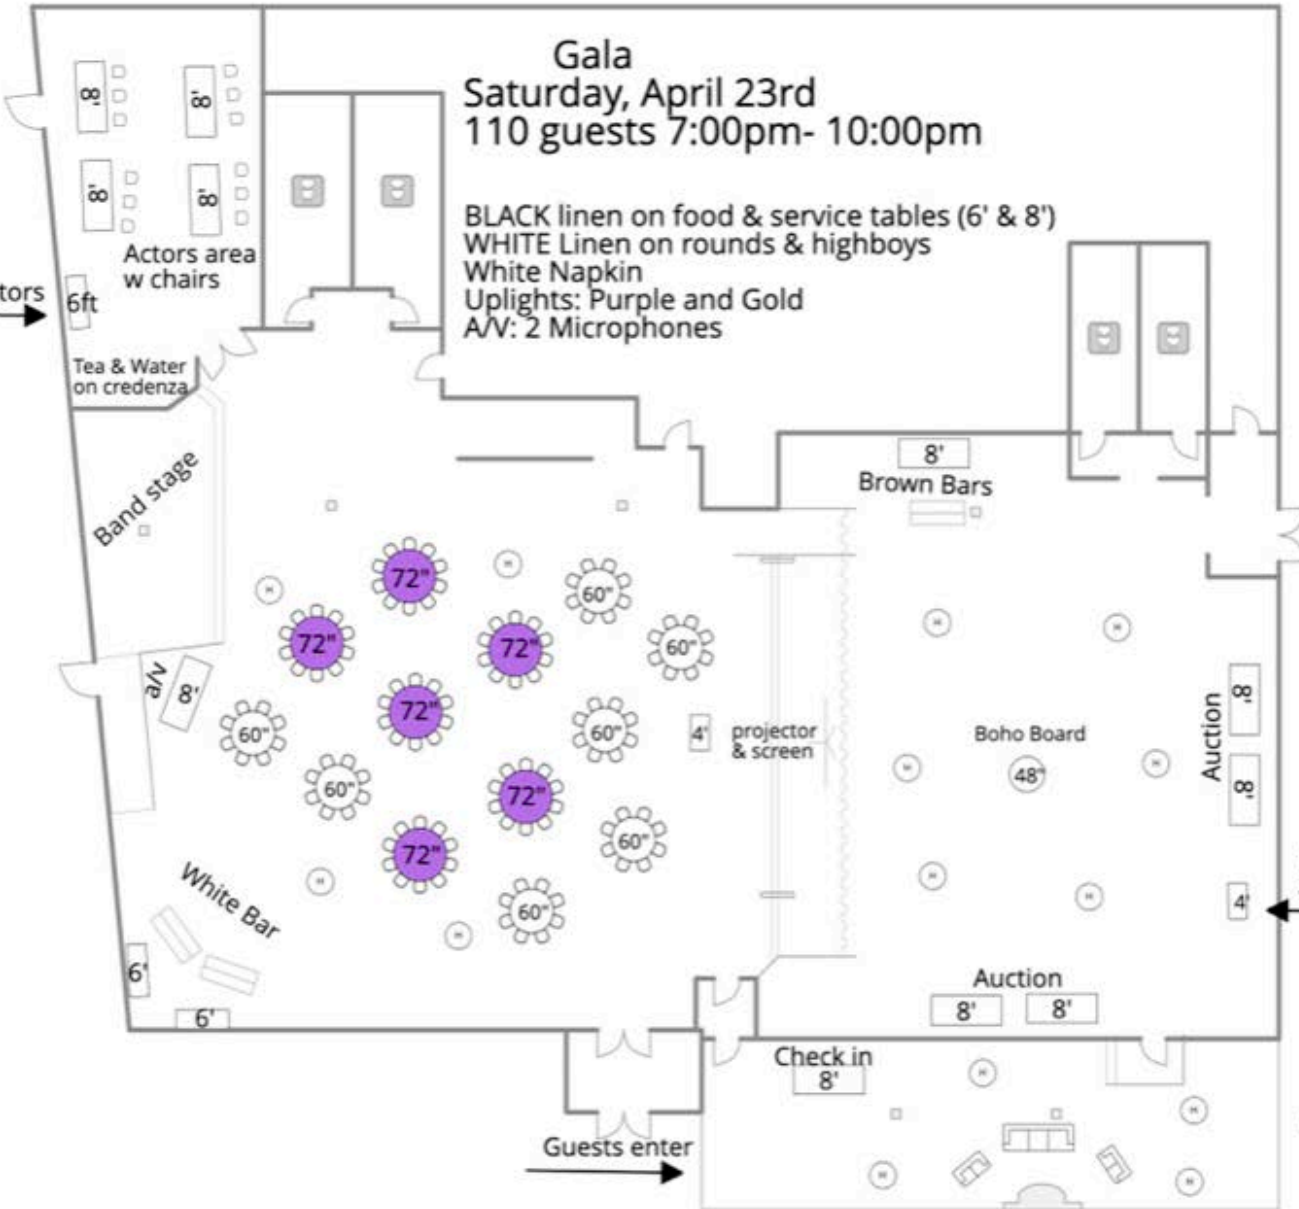 Gala
Saturday, April 23rd
110 guests 7:00pm- 10:00pm
BLACK linen on food & service tables (6' & 8')
WHITE Linen on rounds & highboys
White Napkin
Uplights: Purple and Gold
A/V: 2 Microphones
8'
8'
8'
8'
Actors area
w chairs
tors
6ft
Tea & Water
on credenza
Band stage
8'
Brown Bars
72"
60"
72"
72"
60"
a/v
8'
72"
60"
60"
4'
projector
& screen
Boho Board
48"
Auction
8'
8'
60"
72"
72"
60"
4'
White Bar
60"
6'
6'
Auction
8'
8'
Check in
8'
Guests enter